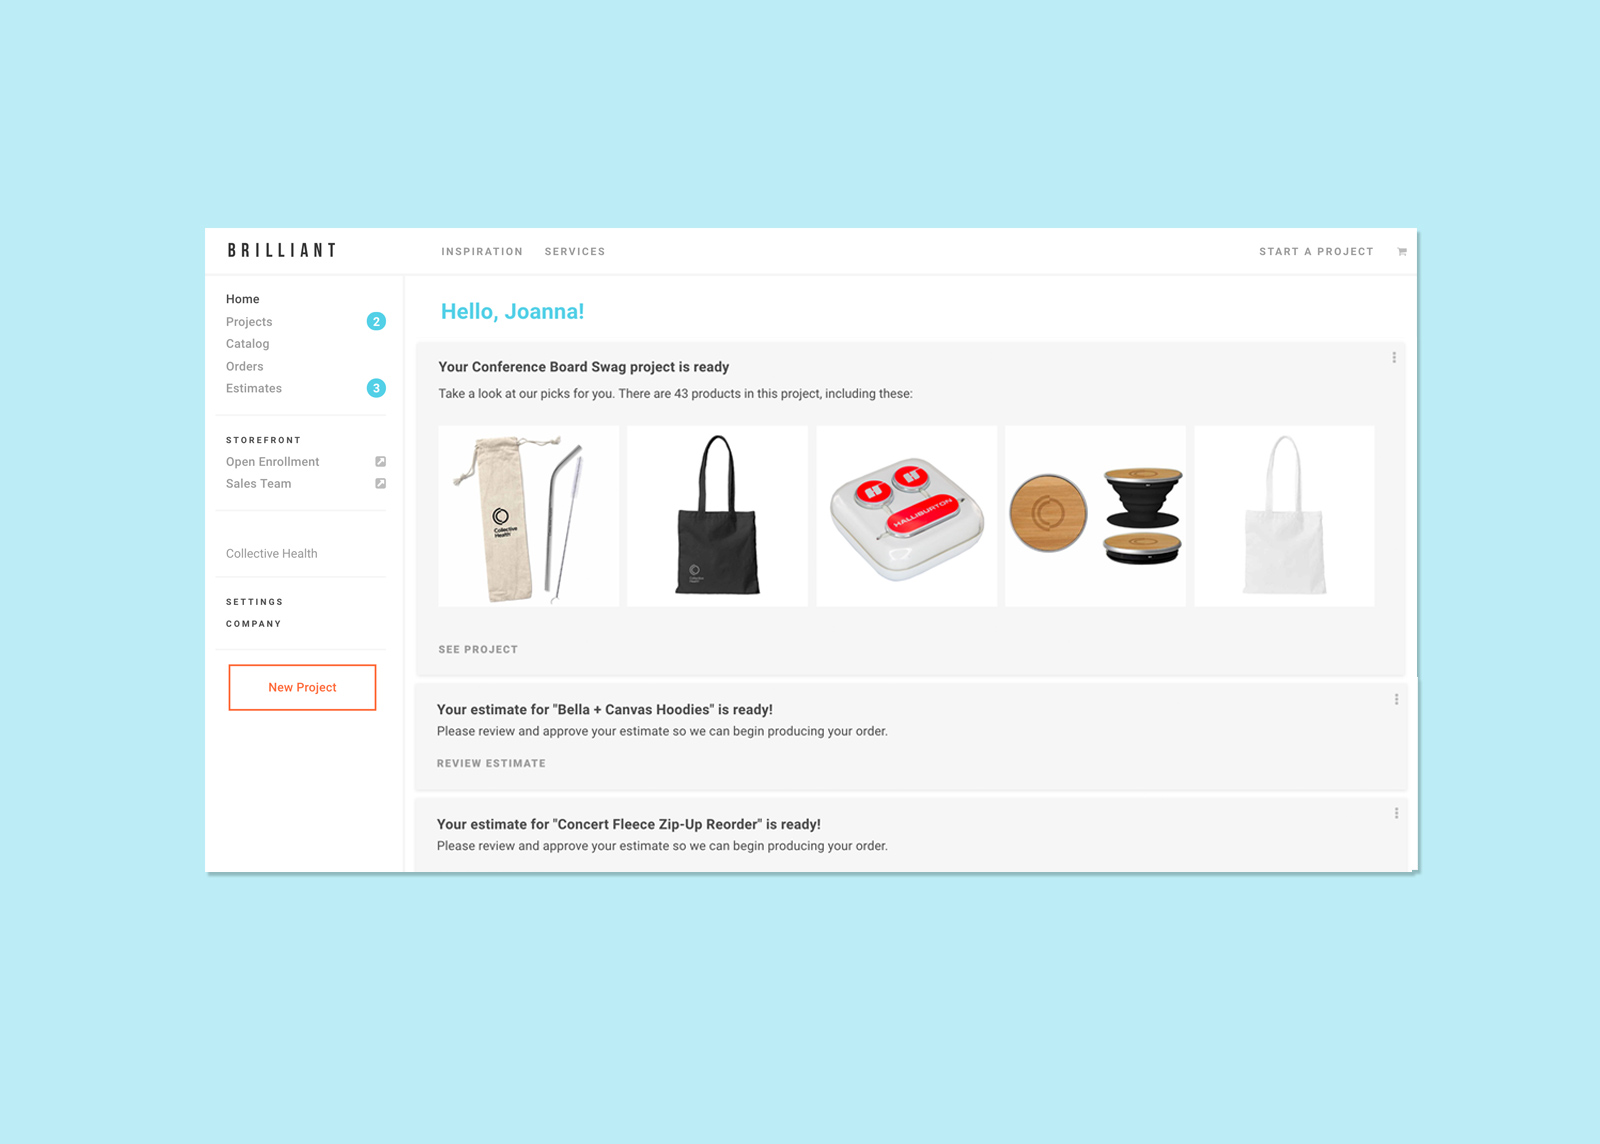 BRILLIANT
INSPIRATION
SERVICES
START A PROJECT
Home
Projects
2
Catalog
Orders
Estimates
3
STOREFRONT
Open Enrollment
Sales Team
Collective Health
SETTINGS
COMPANY
New Project
Hello, Joanna!
Your Conference Board Swag project is ready
Take a look at our picks for you. There are 43 products in this project, including these:
Collective
Health
Collective
Health
HALLIBURTON
SEE PROJECT
Your estimate for "Bella + Canvas Hoodies" is ready!
Please review and approve your estimate so we can begin producing your order.
REVIEW ESTIMATE
Your estimate for "Concert Fleece Zip-Up Reorder" is ready!
Please review and approve your estimate so we can begin producing your order.